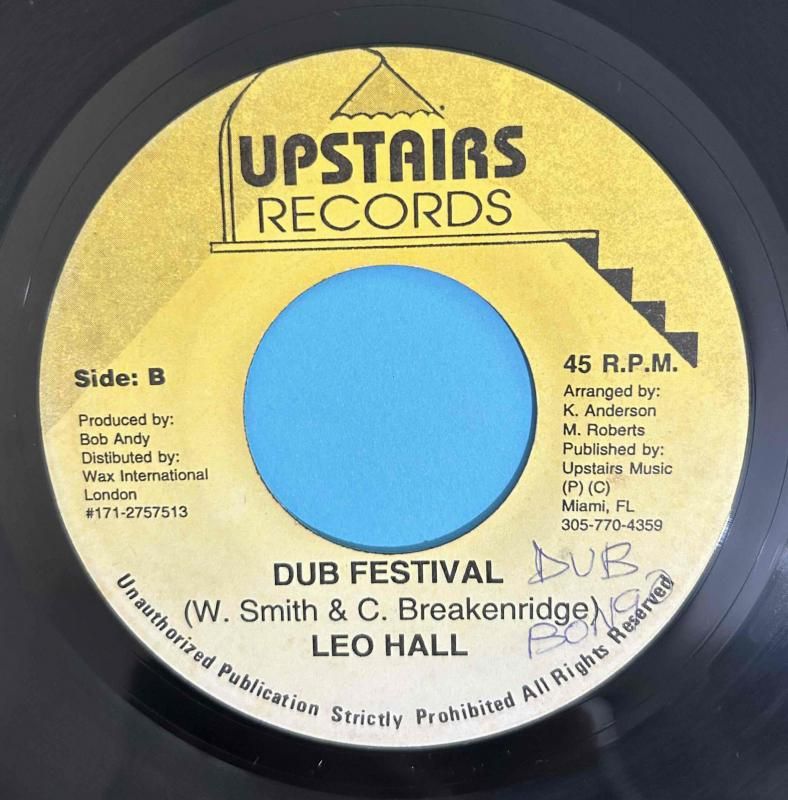 UPSTAIRS
RECORDS
Side: B
Produced by:
Bob Andy
Distibuted by:
Wax International
London
#171-2757513
45 R.P.M.
Arranged by:
K. Anderson
M. Roberts
Published by:
Upstairs Music
(P) (C)
Miami, FL
305-770-4359
DUB FESTIVAL
(W. Smith & C. Breakenridge)
LEO HALL
DUB
Unauthorized Publication Strictly Prohibited All Rights Reserved